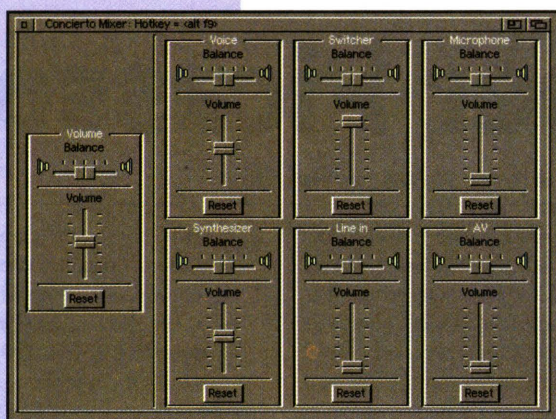 Concierto Mixer: Hotkey = <alt f9>
Volume
Balance
Volume
Reset
Voice
Balance
Volume
Reset
Switcher
Balance
Volume
Reset
Microphone
Balance
Volume
Reset
Synthesizer
Balance
Volume
Reset
Line in
Balance
Volume
Reset
AV
Balance
Volume
Reset